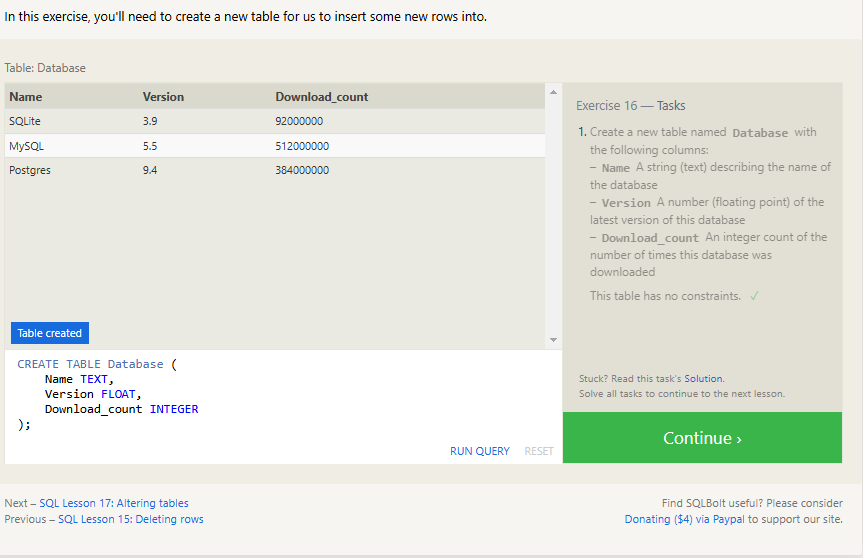 In this exercise, you'll need to create a new table for us to insert some new rows into.
Table: Database
Name Version Download_count
SQLite 3.9 92000000
MySQL 5.5 512000000
Postgres 9.4 384000000
Table created
CREATE TABLE Database (
    Name TEXT,
    Version FLOAT,
    Download_count INTEGER
);
RUN QUERY RESET
Exercise 16 — Tasks
1. Create a new table named Database with
the following columns:
– Name A string (text) describing the name of
the database
– Version A number (floating point) of the
latest version of this database
– Download_count An integer count of the
number of times this database was
downloaded
This table has no constraints. ✓
Stuck? Read this task's Solution.
Solve all tasks to continue to the next lesson.
Continue ›
Next – SQL Lesson 17: Altering tables
Previous – SQL Lesson 15: Deleting rows
Find SQLBolt useful? Please consider
Donating ($4) via Paypal to support our site.